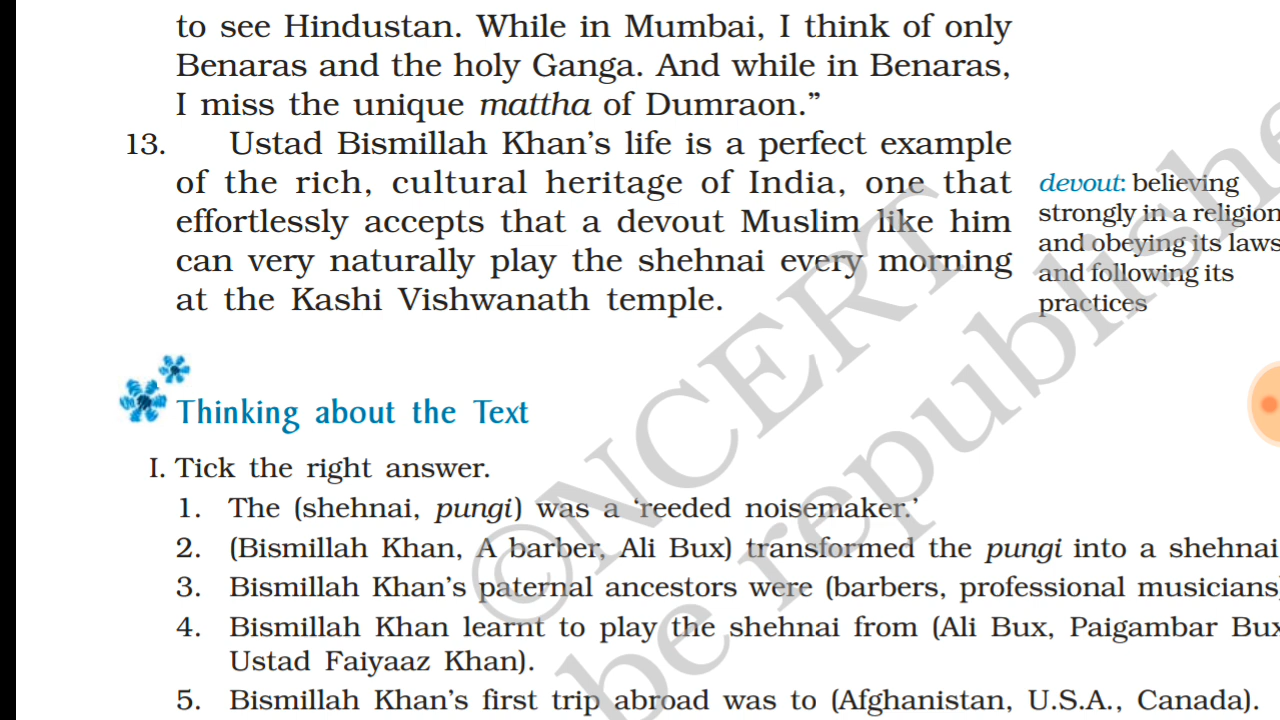 to see Hindustan. While in Mumbai, I think of only
Benaras and the holy Ganga. And while in Benaras,
I miss the unique mattha of Dumraon.”
13. Ustad Bismillah Khan’s life is a perfect example
of the rich, cultural heritage of India, one that
effortlessly accepts that a devout Muslim like him
can very naturally play the shehnai every morning
at the Kashi Vishwanath temple.
devout: believing
strongly in a religion
and obeying its laws
and following its
practices
Thinking about the Text
I. Tick the right answer.
1. The (shehnai, pungi) was a ‘reeded noisemaker.’
2. (Bismillah Khan, A barber, Ali Bux) transformed the pungi into a shehnai
3. Bismillah Khan’s paternal ancestors were (barbers, professional musicians)
4. Bismillah Khan learnt to play the shehnai from (Ali Bux, Paigambar Bux
Ustad Faiyaaz Khan).
5. Bismillah Khan’s first trip abroad was to (Afghanistan, U.S.A., Canada).
©NCERT
be republishe